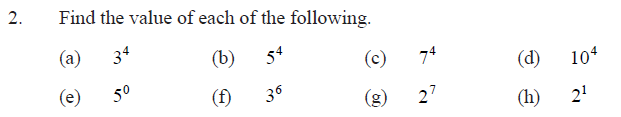 2. Find the value of each of the following.
(a) 3⁴ (b) 5⁴ (c) 7⁴ (d) 10⁴
(e) 5⁰ (f) 3⁶ (g) 2⁷ (h) 2¹